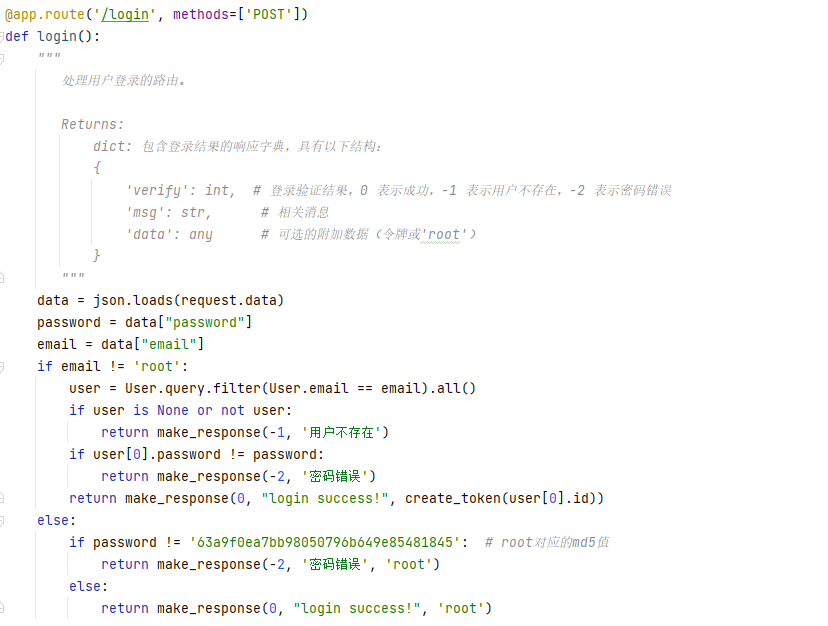 @app.route('/login', methods=['POST'])
def login():
    """
       处理用户登录的路由。

       Returns:
           dict: 包含登录结果的响应字典，具有以下结构：
           {
               'verify': int,  # 登录验证结果，0 表示成功，-1 表示用户不存在，-2 表示密码错误
               'msg': str,      # 相关消息
               'data': any      # 可选的附加数据（令牌或'root'）
           }
       """
    data = json.loads(request.data)
    password = data["password"]
    email = data["email"]
    if email != 'root':
        user = User.query.filter(User.email == email).all()
        if user is None or not user:
            return make_response(-1, '用户不存在')
        if user[0].password != password:
            return make_response(-2, '密码错误')
        return make_response(0, "login success!", create_token(user[0].id))
    else:
        if password != '63a9f0ea7bb98050796b649e85481845':  # root对应的md5值
            return make_response(-2, '密码错误', 'root')
        else:
            return make_response(0, "login success!", 'root')